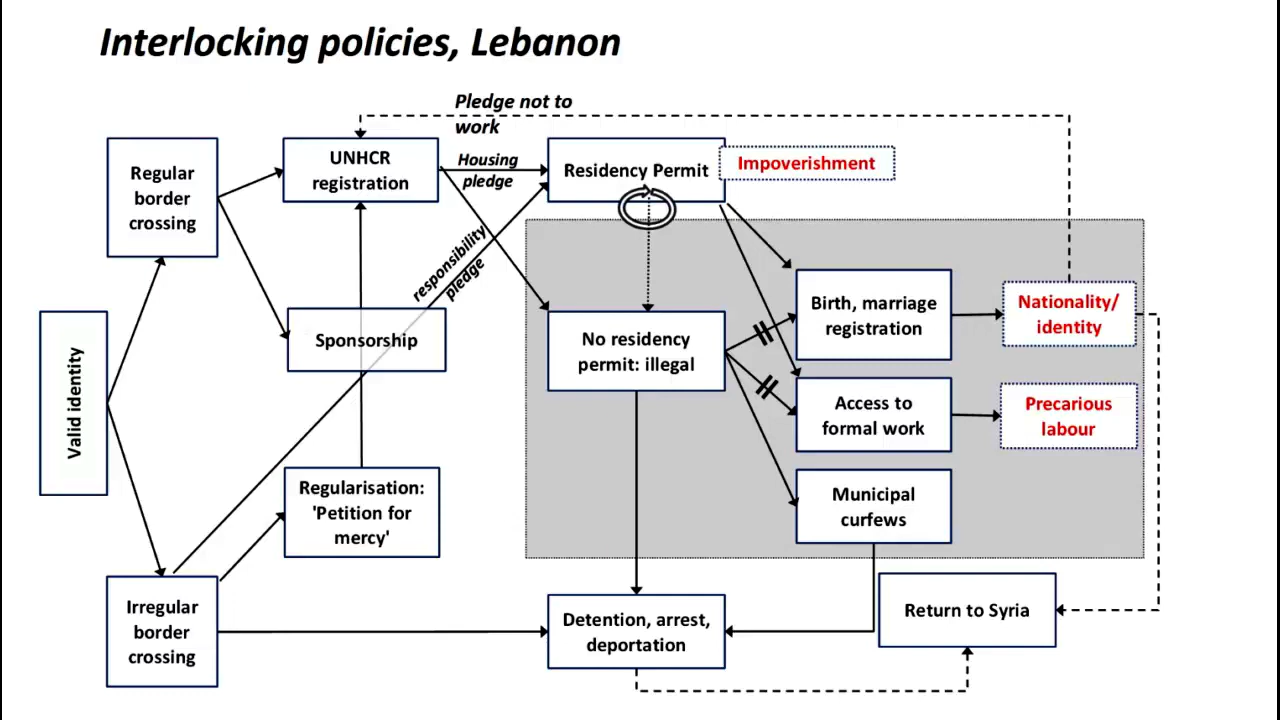 Interlocking policies, Lebanon
Pledge not to
work
Regular
border
crossing
UNHCR
registration
Housing
pledge
Residency Permit
Impoverishment
responsibility
pledge
Sponsorship
No residency
permit: illegal
Birth, marriage
registration
Nationality/
identity
Valid identity
Access to
formal work
Precarious
labour
Regularisation:
'Petition for
mercy'
Municipal
curfews
Irregular
border
crossing
Detention, arrest,
deportation
Return to Syria